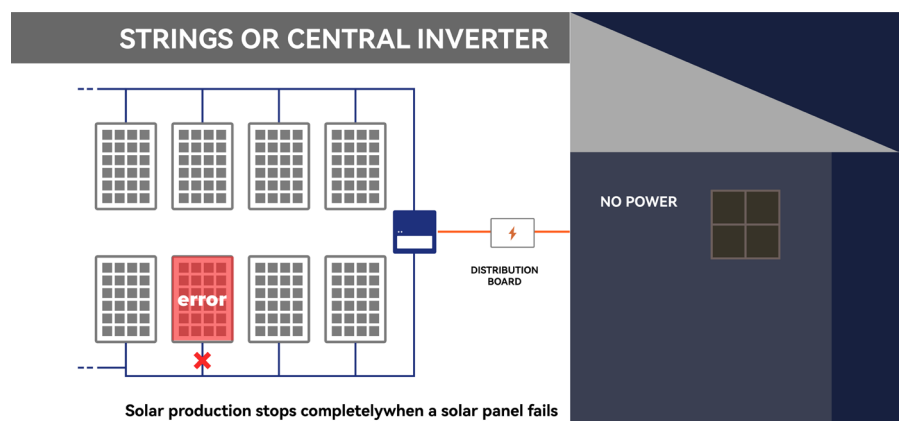 STRINGS OR CENTRAL INVERTER
NO POWER
DISTRIBUTION
BOARD
error
Solar production stops completelywhen a solar panel fails